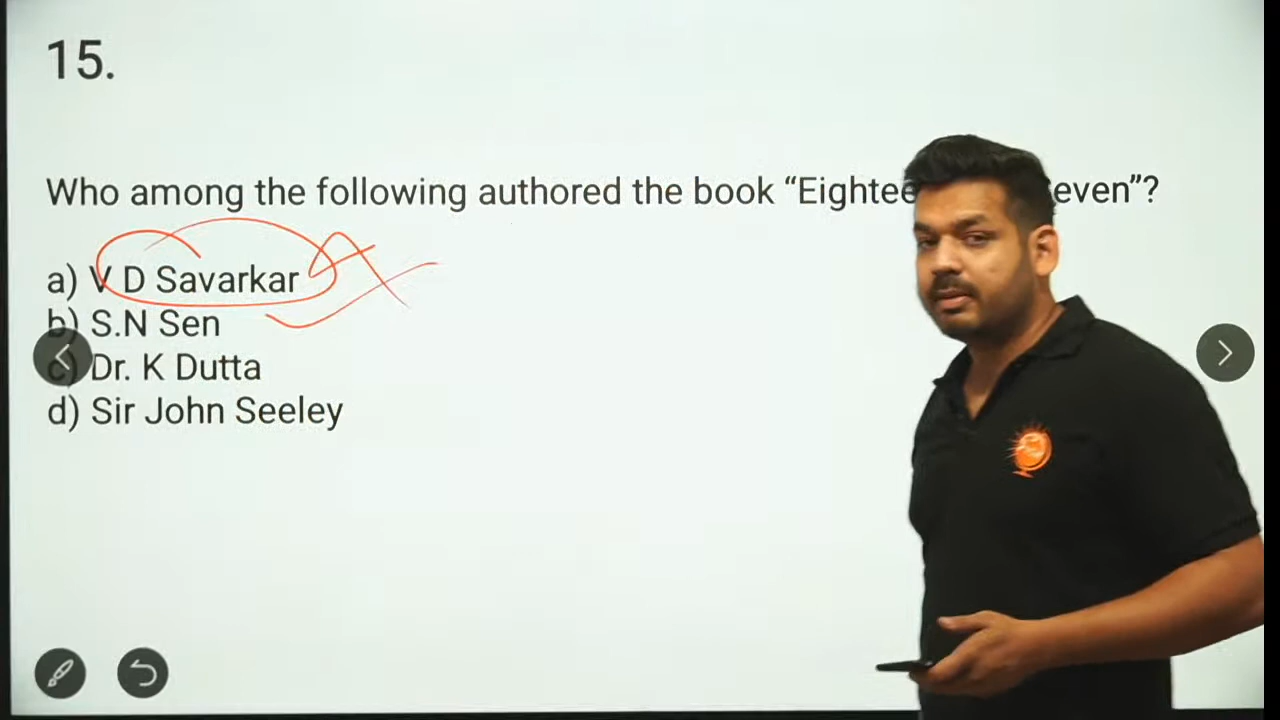 15.
Who among the following authored the book “Eightee even”?
a) V D Savarkar
b) S.N Sen
c) Dr. K Dutta
d) Sir John Seeley